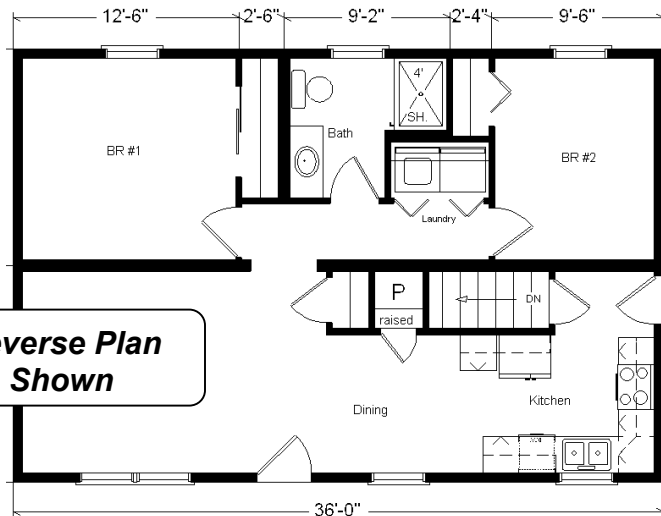 12'-6" 2'-6" 9'-2" 2'-4" 9'-6"
4'
SH.
Bath
BR #1
BR #2
Laundry
P
raised
DN
everse Plan
Shown
Dining
Kitchen
36'-0"